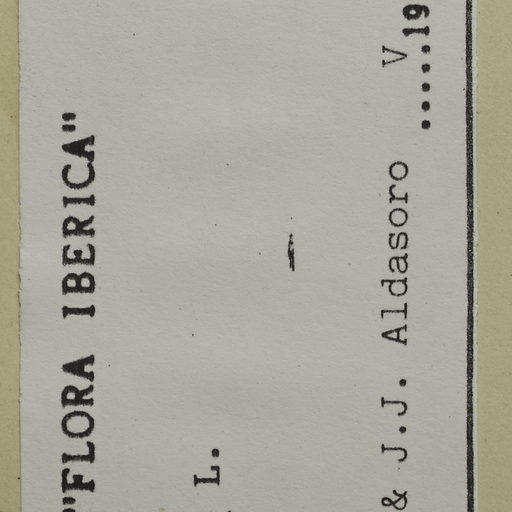 "FLORA IBERICA"
L.
& J.J. Aldasoro V
.....19